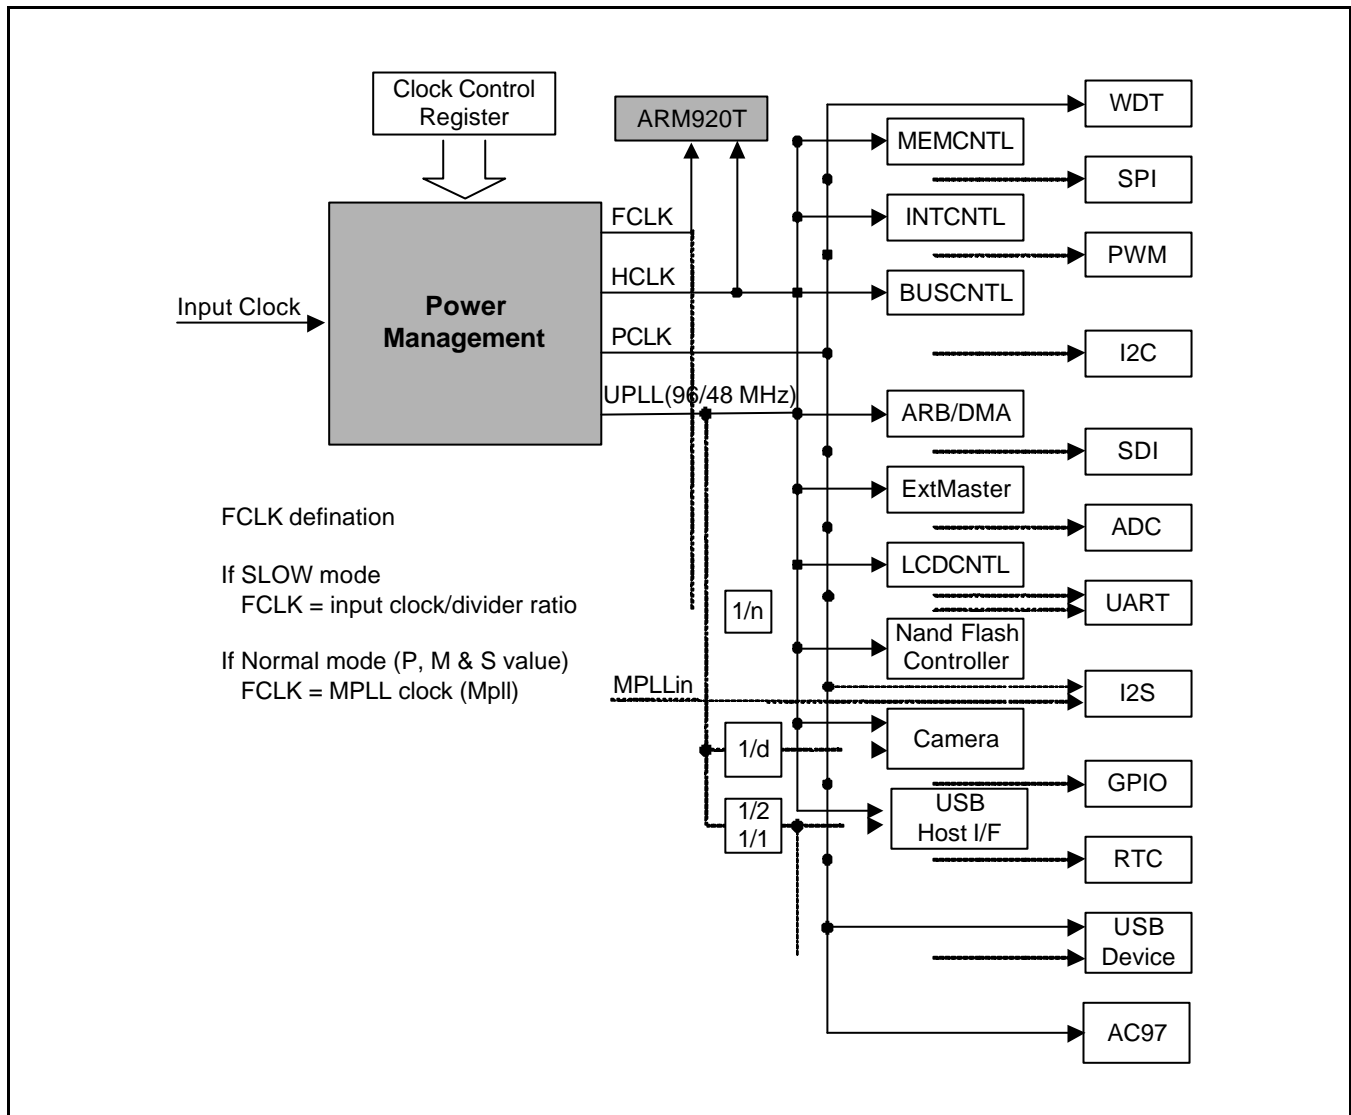 Clock Control
Register
ARM920T
WDT
MEMCNTL
SPI
FCLK
INTCNTL
PWM
HCLK
BUSCNTL
Input Clock
Power
Management
PCLK
I2C
UPLL(96/48 MHz)
ARB/DMA
SDI
ExtMaster
FCLK defination
ADC
LCDCNTL
If SLOW mode
FCLK = input clock/divider ratio
1/n
UART
Nand Flash
Controller
If Normal mode (P, M & S value)
FCLK = MPLL clock (Mpll)
MPLLin
I2S
1/d
Camera
GPIO
1/2
1/1
USB
Host I/F
RTC
USB
Device
AC97